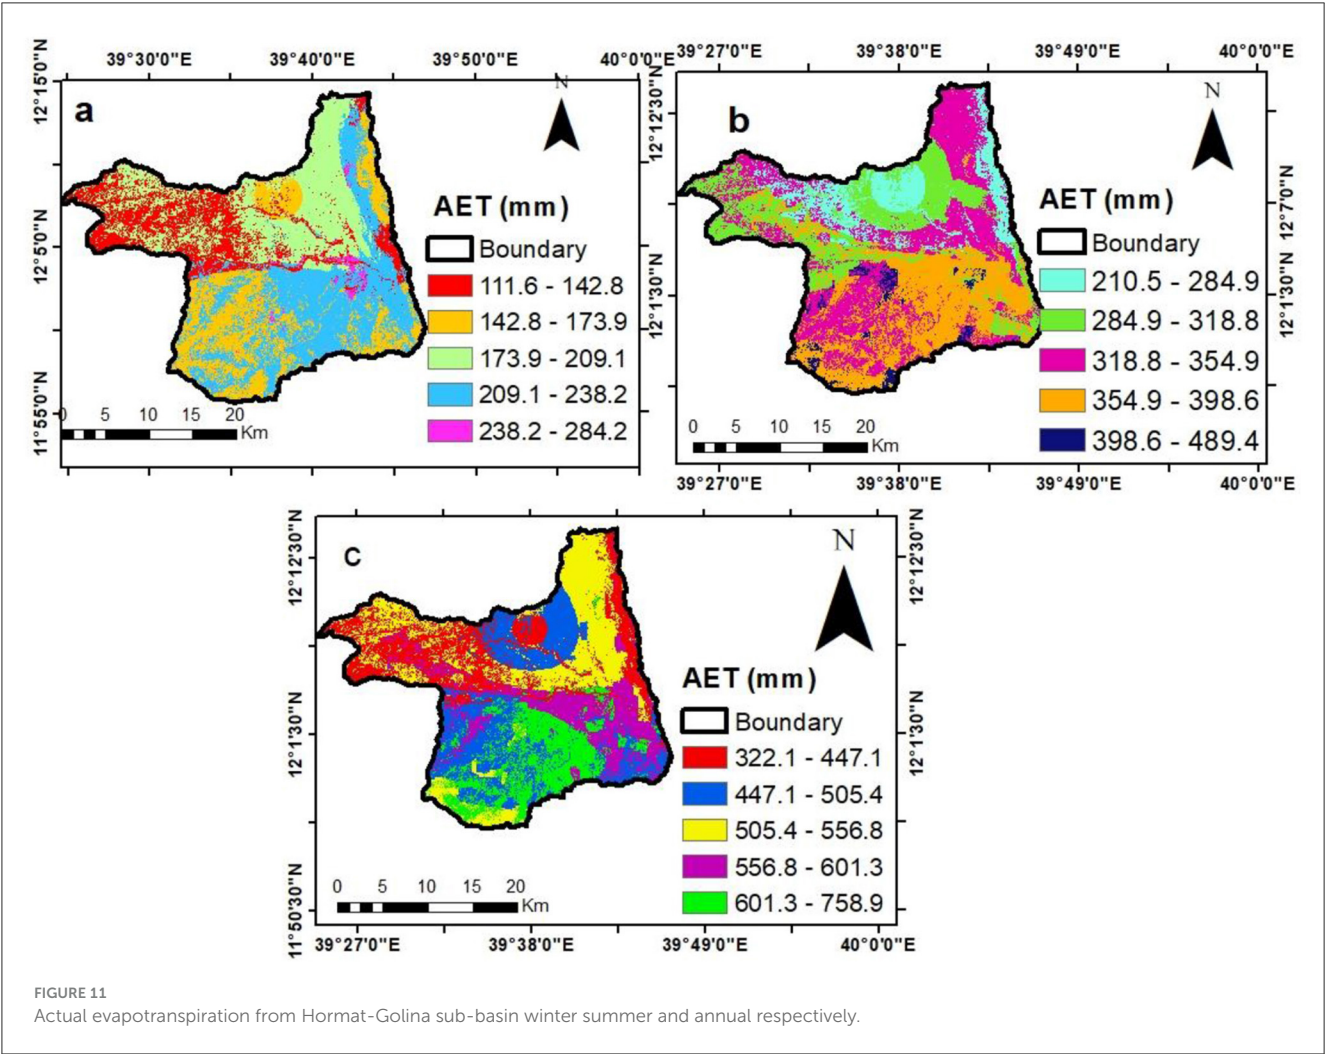 39°30'0"E 39°40'0"E 39°50'0"E 40°0'0"E
12°15'0"N
12°5'0"N
11°55'0"N
a
N
AET (mm)
Boundary
111.6 - 142.8
142.8 - 173.9
173.9 - 209.1
209.1 - 238.2
238.2 - 284.2
0 5 10 15 20
Km
39°27'0"E 39°38'0"E 39°49'0"E 40°0'0"E
12°12'30"N
12°1'30"N
b
N
12°7'0"N
12°1'30"N
AET (mm)
Boundary
210.5 - 284.9
284.9 - 318.8
318.8 - 354.9
354.9 - 398.6
398.6 - 489.4
0 5 10 15 20
Km
39°27'0"E 39°38'0"E 39°49'0"E 40°0'0"E
12°12'30"N
12°1'30"N
11°50'30"N
c
N
12°12'30"N
12°1'30"N
11°50'30"N
AET (mm)
Boundary
322.1 - 447.1
447.1 - 505.4
505.4 - 556.8
556.8 - 601.3
601.3 - 758.9
0 5 10 15 20
Km
39°27'0"E 39°38'0"E 39°49'0"E 40°0'0"E
FIGURE 11
Actual evapotranspiration from Hormat-Golina sub-basin winter summer and annual respectively.